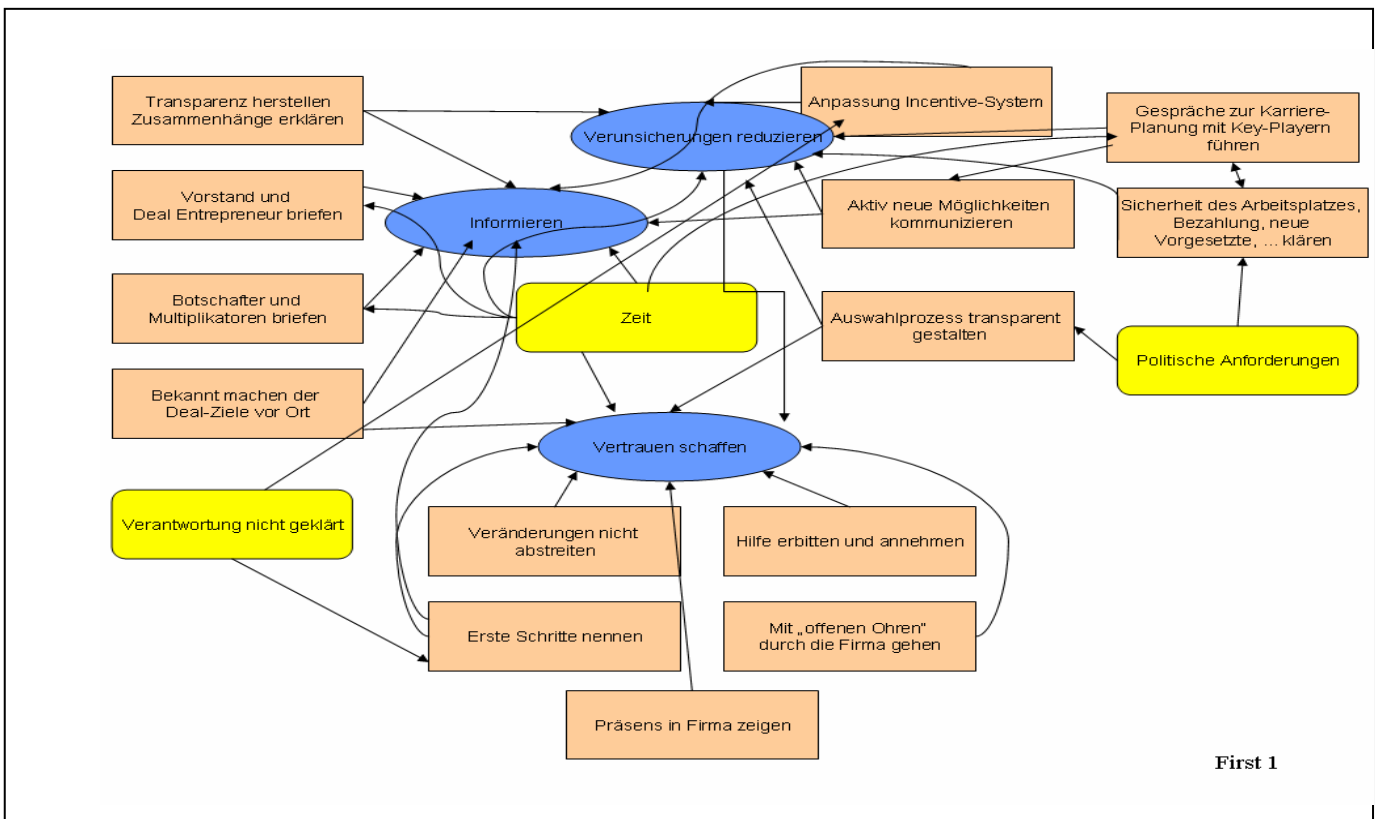 Transparenz herstellen
Zusammenhänge erklären
Anpassung Incentive-System
Verunsicherungen reduzieren
Gespräche zur Karriere-
Planung mit Key-Playern
führen
Vorstand und
Deal Entrepreneur briefen
Informieren
Aktiv neue Möglichkeiten
kommunizieren
Sicherheit des Arbeitsplatzes,
Bezahlung, neue
Vorgesetzte, ... klären
Botschafter und
Multiplikatoren briefen
Zeit
Auswahlprozess transparent
gestalten
Politische Anforderungen
Bekannt machen der
Deal-Ziele vor Ort
Vertrauen schaffen
Verantwortung nicht geklärt
Veränderungen nicht
abstreiten
Hilfe erbitten und annehmen
Erste Schritte nennen
Mit „offenen Ohren"
durch die Firma gehen
Präsens in Firma zeigen
First 1